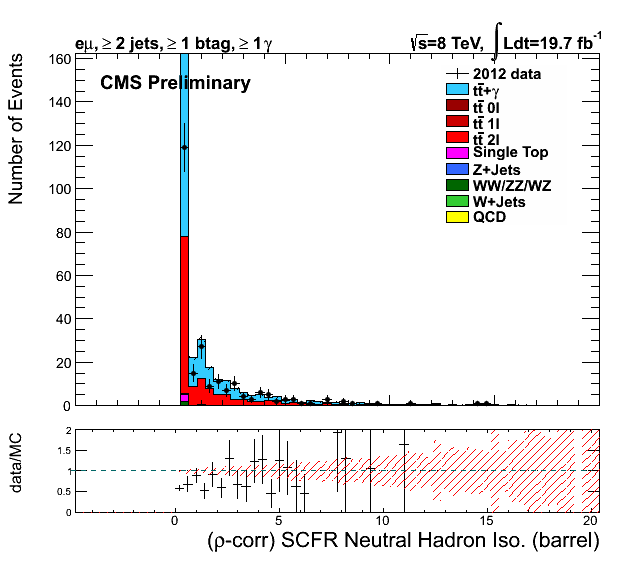 eμ, ≥ 2 jets, ≥ 1 btag, ≥ 1 γ
√s=8 TeV, ∫ Ldt=19.7 fb⁻¹
CMS Preliminary
Number of Events
160
140
120
100
80
60
40
20
0
2012 data
tt̄+γ
tt̄ 0l
tt̄ 1l
tt̄ 2l
Single Top
Z+Jets
WW/ZZ/WZ
W+Jets
QCD
data/MC
2
1.5
1
0.5
0
0 5 10 15 20
(ρ-corr) SCFR Neutral Hadron Iso. (barrel)